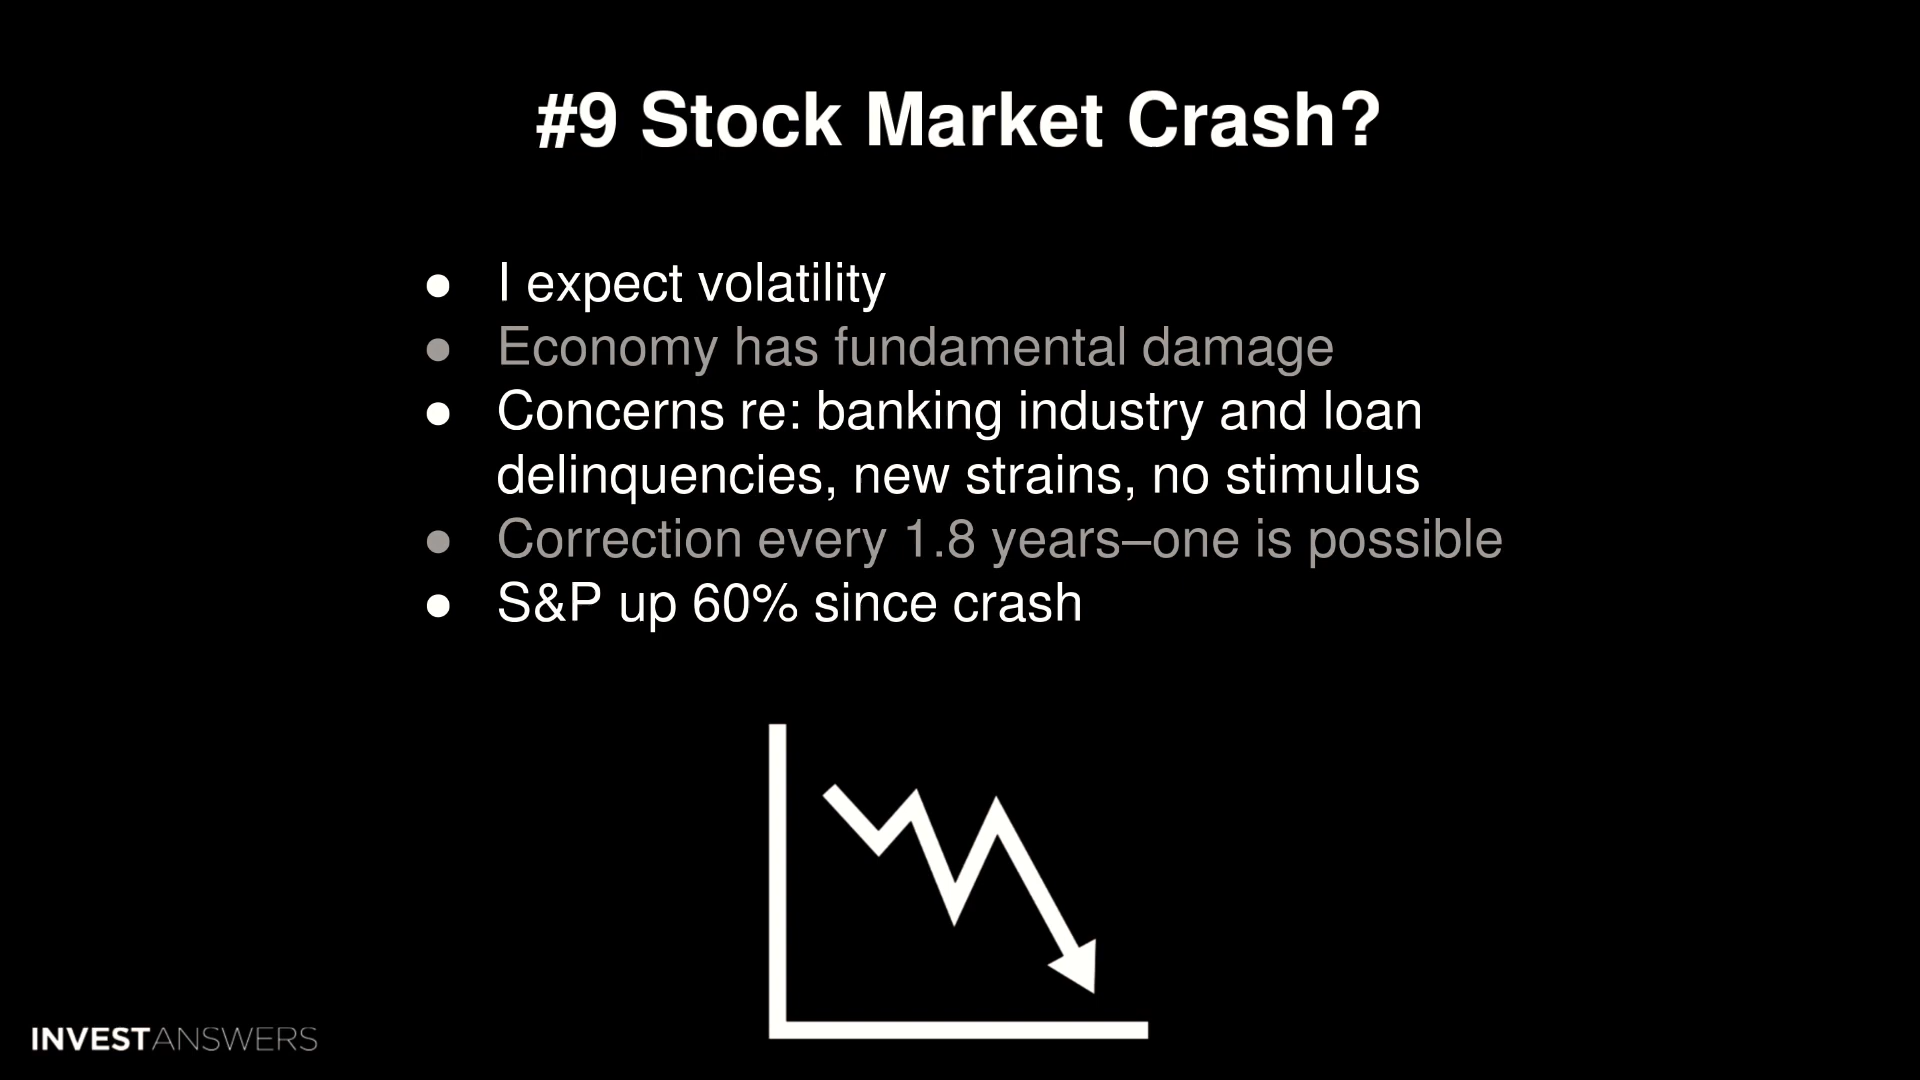 #9 Stock Market Crash?
● I expect volatility
● Economy has fundamental damage
● Concerns re: banking industry and loan
delinquencies, new strains, no stimulus
● Correction every 1.8 years–one is possible
● S&P up 60% since crash
INVESTANSWERS